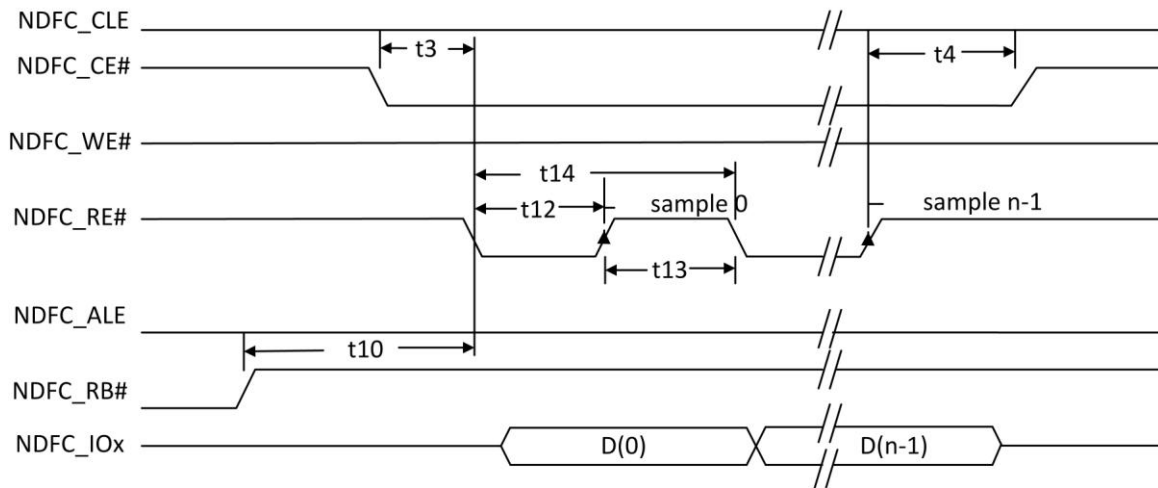 NDFC_CLE
t3
t4
NDFC_CE#
NDFC_WE#
t14
t12
sample 0
sample n-1
NDFC_RE#
t13
NDFC_ALE
t10
NDFC_RB#
NDFC_IOx
D(0)
D(n-1)